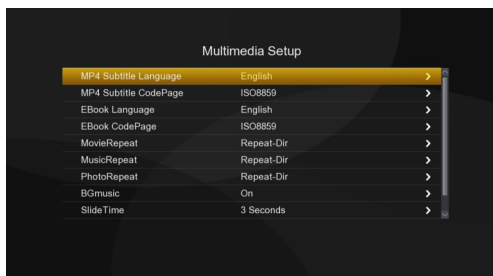 Multimedia Setup
MP4 Subtitle Language English
MP4 Subtitle CodePage ISO8859
EBook Language English
EBook CodePage ISO8859
MovieRepeat Repeat-Dir
MusicRepeat Repeat-Dir
PhotoRepeat Repeat-Dir
BGmusic On
SlideTime 3 Seconds